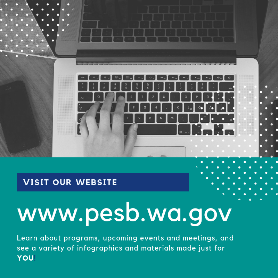 VISIT OUR WEBSITE
www.pesb.wa.gov
Learn about programs, upcoming events and meetings, and
see a variety of infographics and materials made just for
YOU!